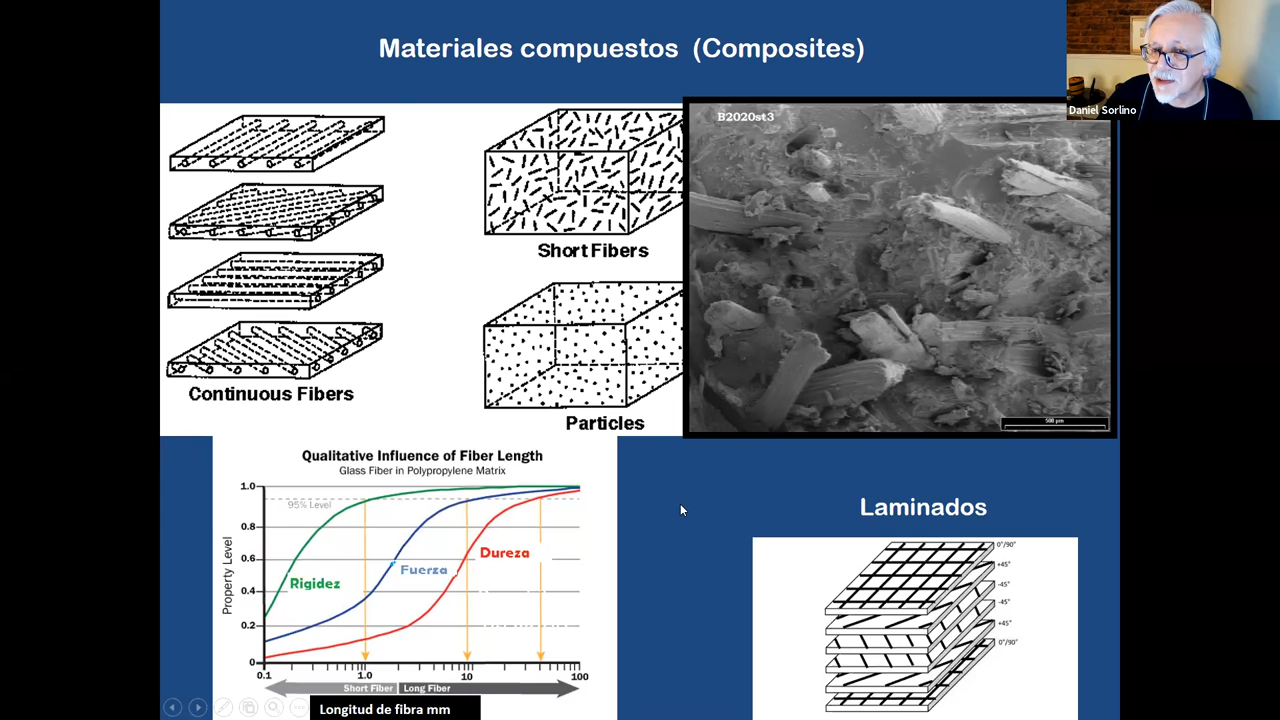 Materiales compuestos (Composites)
Daniel Sorlino
B2020st3
Short Fibers
Continuous Fibers
Particles
500 µm
Qualitative Influence of Fiber Length
Glass Fiber in Polypropylene Matrix
Property Level
1.0
0.8
0.6
0.4
0.2
0
95% Level
Rigidez
Fuerza
Dureza
0.1
1.0
10
100
Short Fiber
Long Fiber
Longitud de fibra mm
Laminados
0°/90°
+45°
-45°
-45°
+45°
0°/90°